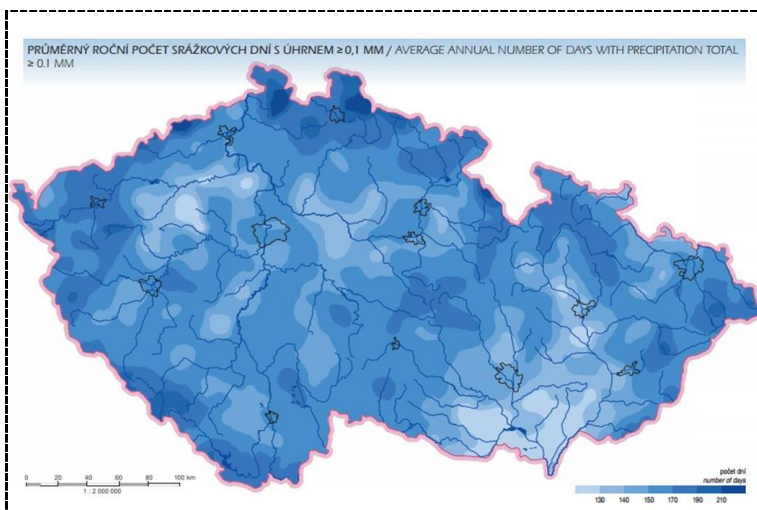 PRŮMĚRNÝ ROČNÍ POČET SRÁŽKOVÝCH DNÍ S ÚHRNEM ≥ 0,1 MM / AVERAGE ANNUAL NUMBER OF DAYS WITH PRECIPITATION TOTAL
≥ 0.1 MM
0 20 40 60 80 100 km
1 : 2 000 000
počet dní
number of days
130 140 150 170 190 210